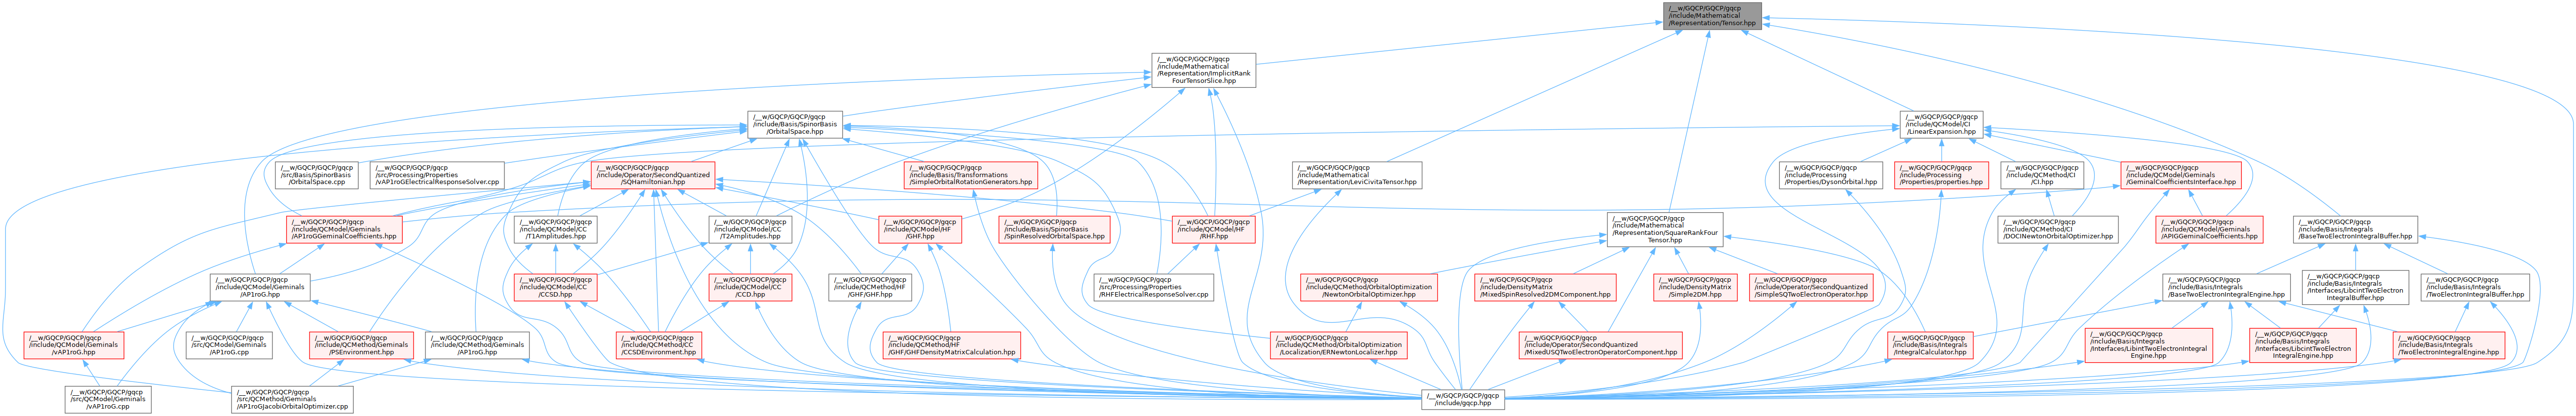 /__w/GQCP/GQCP/gqcp
/include/Mathematical
/Representation/Tensor.hpp
/__w/GQCP/GQCP/gqcp
/include/Mathematical
/Representation/ImplicitRank
FourTensorSlice.hpp
/__w/GQCP/GQCP/gqcp
/include/Basis/SpinorBasis
/OrbitalSpace.hpp
/__w/GQCP/GQCP/gqcp
/include/QCModel/CI
/LinearExpansion.hpp
/__w/GQCP/GQCP/gqcp
/src/Basis/SpinorBasis
/OrbitalSpace.cpp
/__w/GQCP/GQCP/gqcp
/src/Processing/Properties
/vAP1roGElectricalResponseSolver.cpp
/__w/GQCP/GQCP/gqcp
/include/Operator/SecondQuantized
/SQHamiltonian.hpp
/__w/GQCP/GQCP/gqcp
/include/Basis/Transformations
/SimpleOrbitalRotationGenerators.hpp
/__w/GQCP/GQCP/gqcp
/include/Mathematical
/Representation/LeviCivitaTensor.hpp
/__w/GQCP/GQCP/gqcp
/include/Processing
/Properties/DysonOrbital.hpp
/__w/GQCP/GQCP/gqcp
/include/Processing
/Properties/properties.hpp
/__w/GQCP/GQCP/gqcp
/include/QCMethod/CI
/CI.hpp
/__w/GQCP/GQCP/gqcp
/include/QCModel/Geminals
/GeminalCoefficientsInterface.hpp
/__w/GQCP/GQCP/gqcp
/include/QCModel/Geminals
/AP1roGGeminalCoefficients.hpp
/__w/GQCP/GQCP/gqcp
/include/QCModel/CC
/T1Amplitudes.hpp
/__w/GQCP/GQCP/gqcp
/include/QCModel/CC
/T2Amplitudes.hpp
/__w/GQCP/GQCP/gqcp
/include/QCModel/HF
/GHF.hpp
/__w/GQCP/GQCP/gqcp
/include/Basis/SpinorBasis
/SpinResolvedOrbitalSpace.hpp
/__w/GQCP/GQCP/gqcp
/include/QCModel/HF
/RHF.hpp
/__w/GQCP/GQCP/gqcp
/include/Mathematical
/Representation/SquareRankFour
Tensor.hpp
/__w/GQCP/GQCP/gqcp
/include/QCMethod/CI
/DOCINewtonOrbitalOptimizer.hpp
/__w/GQCP/GQCP/gqcp
/include/QCModel/Geminals
/APIGGeminalCoefficients.hpp
/__w/GQCP/GQCP/gqcp
/include/Basis/Integrals
/BaseTwoElectronIntegralBuffer.hpp
/__w/GQCP/GQCP/gqcp
/include/QCModel/Geminals
/AP1roG.hpp
/__w/GQCP/GQCP/gqcp
/include/QCModel/CC
/CCSD.hpp
/__w/GQCP/GQCP/gqcp
/include/QCModel/CC
/CCD.hpp
/__w/GQCP/GQCP/gqcp
/include/QCMethod/HF
/GHF/GHF.hpp
/__w/GQCP/GQCP/gqcp
/src/Processing/Properties
/RHFElectricalResponseSolver.cpp
/__w/GQCP/GQCP/gqcp
/include/QCMethod/OrbitalOptimization
/NewtonOrbitalOptimizer.hpp
/__w/GQCP/GQCP/gqcp
/include/DensityMatrix
/MixedSpinResolved2DMComponent.hpp
/__w/GQCP/GQCP/gqcp
/include/DensityMatrix
/Simple2DM.hpp
/__w/GQCP/GQCP/gqcp
/include/Operator/SecondQuantized
/SimpleSQTwoElectronOperator.hpp
/__w/GQCP/GQCP/gqcp
/include/Basis/Integrals
/BaseTwoElectronIntegralEngine.hpp
/__w/GQCP/GQCP/gqcp
/include/Basis/Integrals
/Interfaces/LibcintTwoElectron
IntegralBuffer.hpp
/__w/GQCP/GQCP/gqcp
/include/Basis/Integrals
/TwoElectronIntegralBuffer.hpp
/__w/GQCP/GQCP/gqcp
/include/QCModel/Geminals
/vAP1roG.hpp
/__w/GQCP/GQCP/gqcp
/src/QCModel/Geminals
/AP1roG.cpp
/__w/GQCP/GQCP/gqcp
/include/QCMethod/Geminals
/PSEnvironment.hpp
/__w/GQCP/GQCP/gqcp
/include/QCMethod/Geminals
/AP1roG.hpp
/__w/GQCP/GQCP/gqcp
/include/QCMethod/CC
/CCSDEnvironment.hpp
/__w/GQCP/GQCP/gqcp
/include/QCMethod/HF
/GHF/GHFDensityMatrixCalculation.hpp
/__w/GQCP/GQCP/gqcp
/include/QCMethod/OrbitalOptimization
/Localization/ERNewtonLocalizer.hpp
/__w/GQCP/GQCP/gqcp
/include/Operator/SecondQuantized
/MixedUSQTwoElectronOperatorComponent.hpp
/__w/GQCP/GQCP/gqcp
/include/Basis/Integrals
/IntegralCalculator.hpp
/__w/GQCP/GQCP/gqcp
/include/Basis/Integrals
/Interfaces/LibintTwoElectronIntegral
Engine.hpp
/__w/GQCP/GQCP/gqcp
/include/Basis/Integrals
/Interfaces/LibcintTwoElectron
IntegralEngine.hpp
/__w/GQCP/GQCP/gqcp
/include/Basis/Integrals
/TwoElectronIntegralEngine.hpp
/__w/GQCP/GQCP/gqcp
/src/QCModel/Geminals
/vAP1roG.cpp
/__w/GQCP/GQCP/gqcp
/src/QCMethod/Geminals
/AP1roGJacobiOrbitalOptimizer.cpp
/__w/GQCP/GQCP/gqcp
/include/gqcp.hpp